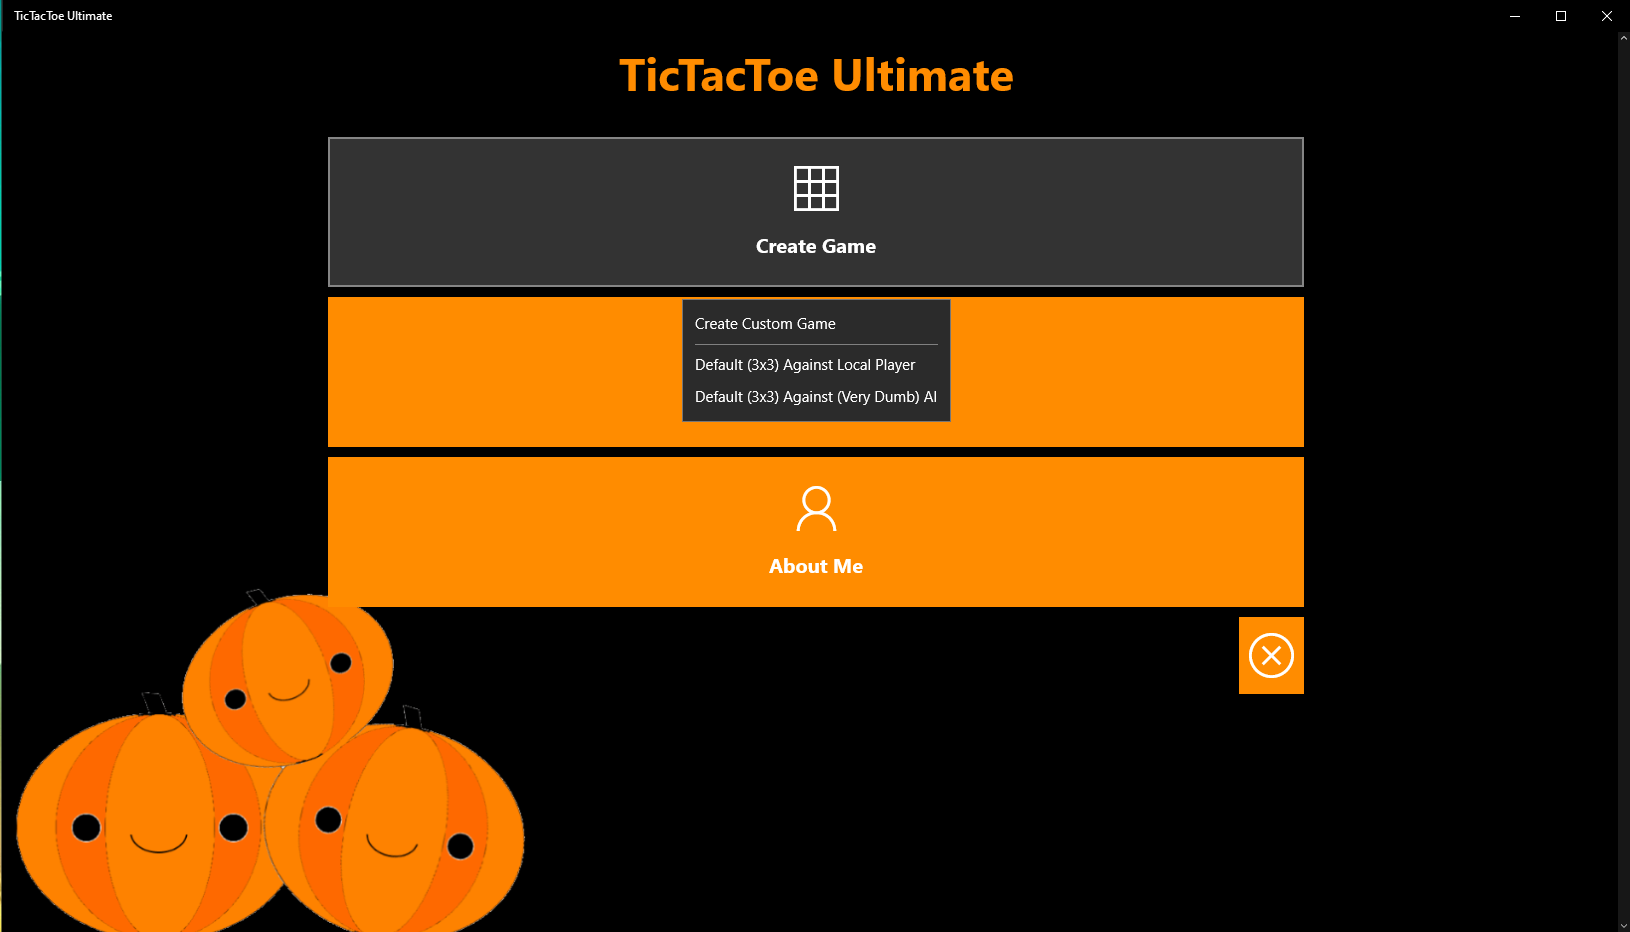 TicTacToe Ultimate
TicTacToe Ultimate
Create Game
Create Custom Game
Default (3x3) Against Local Player
Default (3x3) Against (Very Dumb) AI
About Me